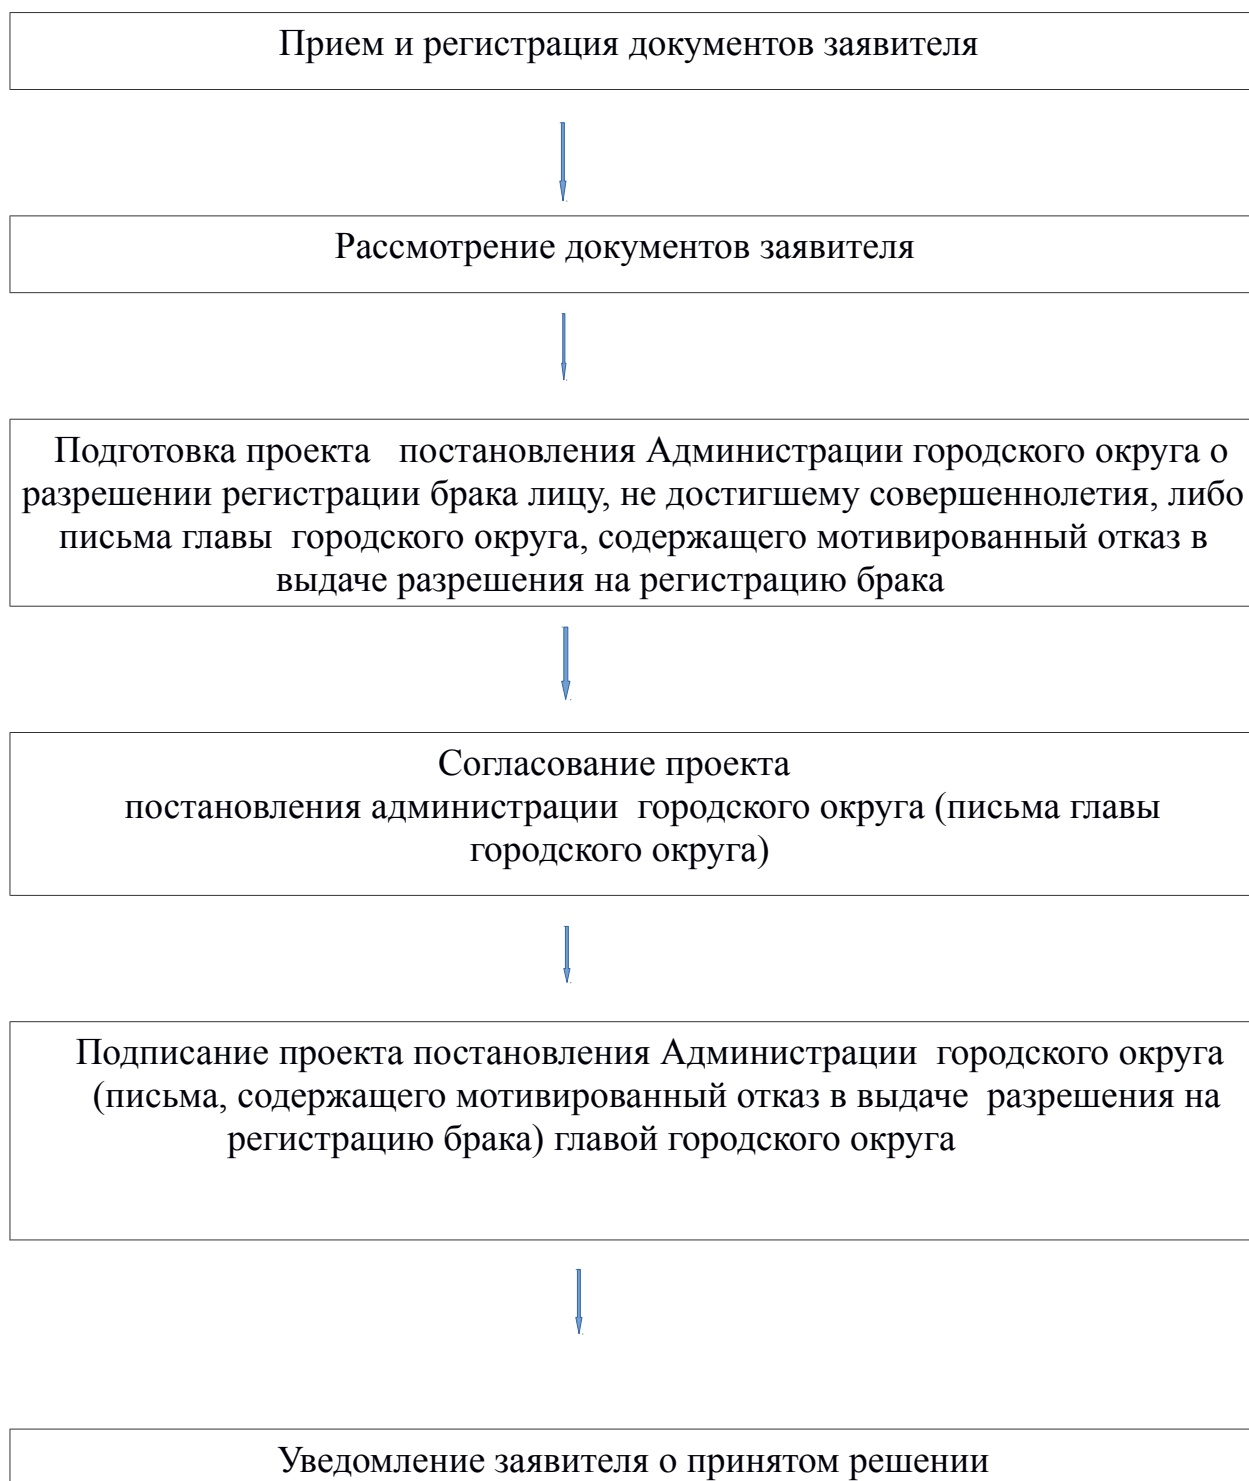 Прием и регистрация документов заявителя
Рассмотрение документов заявителя
Подготовка проекта постановления Администрации городского округа о
разрешении регистрации брака лицу, не достигшему совершеннолетия, либо
письма главы городского округа, содержащего мотивированный отказ в
выдаче разрешения на регистрацию брака
Согласование проекта
постановления администрации городского округа (письма главы
городского округа)
Подписание проекта постановления Администрации городского округа
(письма, содержащего мотивированный отказ в выдаче разрешения на
регистрацию брака) главой городского округа
Уведомление заявителя о принятом решении